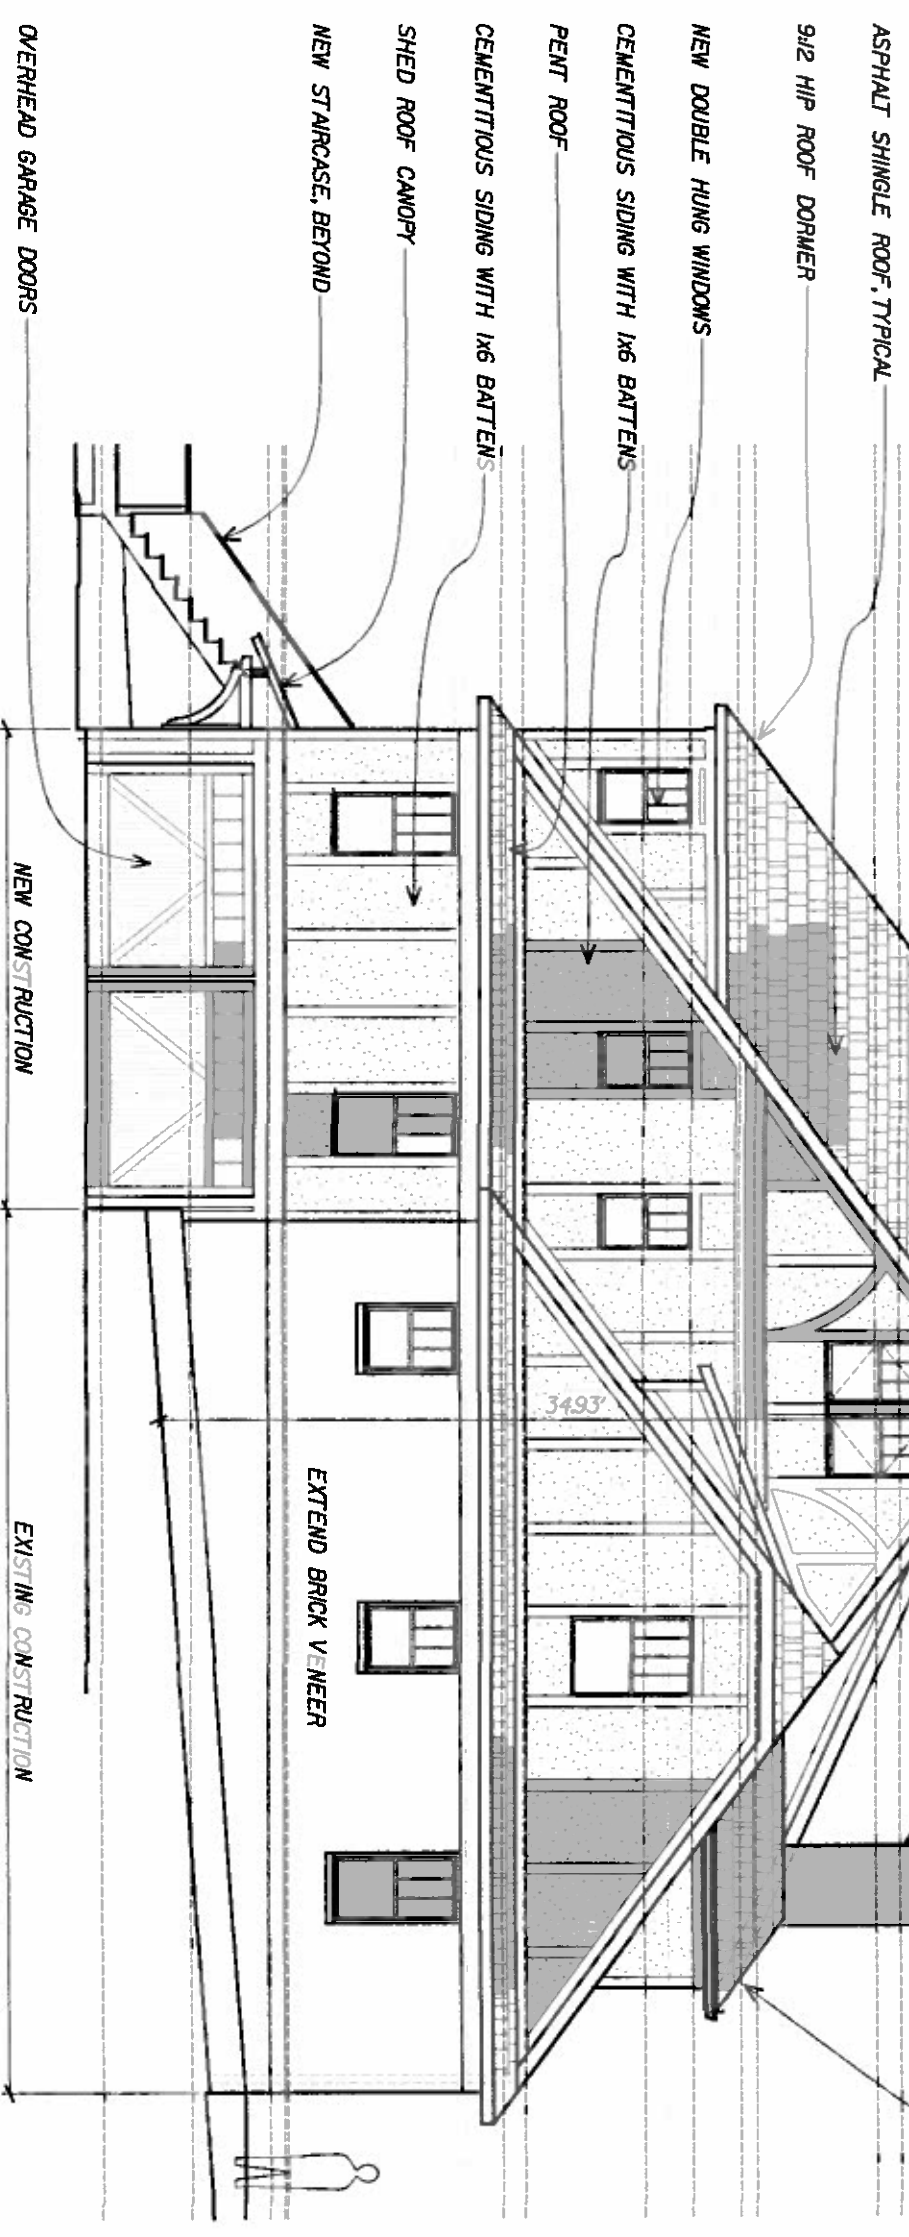 ASPHALT SHINGLE ROOF, TYPICAL
9:12 HIP ROOF DORMER
NEW DOUBLE HUNG WINDOWS
CEMENTITIOUS SIDING WITH 1x6 BATTENS
PENT ROOF
CEMENTITIOUS SIDING WITH 1x6 BATTENS
SHED ROOF CANOPY
NEW STAIRCASE, BEYOND
OVERHEAD GARAGE DOORS
34.93'
EXTEND BRICK VENEER
NEW CONSTRUCTION
EXISTING CONSTRUCTION